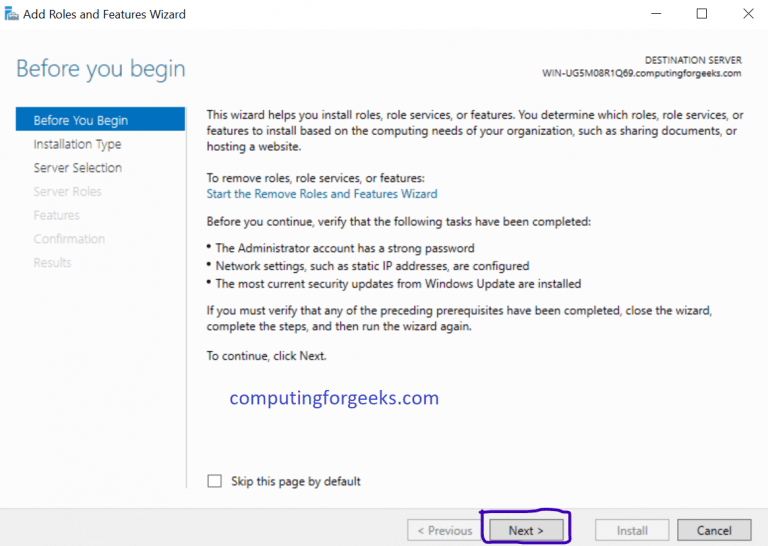 Add Roles and Features Wizard
Before you begin
DESTINATION SERVER
WIN-UG5M08R1Q69.computingforgeeks.com
Before You Begin
Installation Type
Server Selection
Server Roles
Features
Confirmation
Results
This wizard helps you install roles, role services, or features. You determine which roles, role services, or
features to install based on the computing needs of your organization, such as sharing documents, or
hosting a website.
To remove roles, role services, or features:
Start the Remove Roles and Features Wizard
Before you continue, verify that the following tasks have been completed:
• The Administrator account has a strong password
• Network settings, such as static IP addresses, are configured
• The most current security updates from Windows Update are installed
If you must verify that any of the preceding prerequisites have been completed, close the wizard,
complete the steps, and then run the wizard again.
To continue, click Next.
computingforgeeks.com
Skip this page by default
< Previous
Next >
Install
Cancel